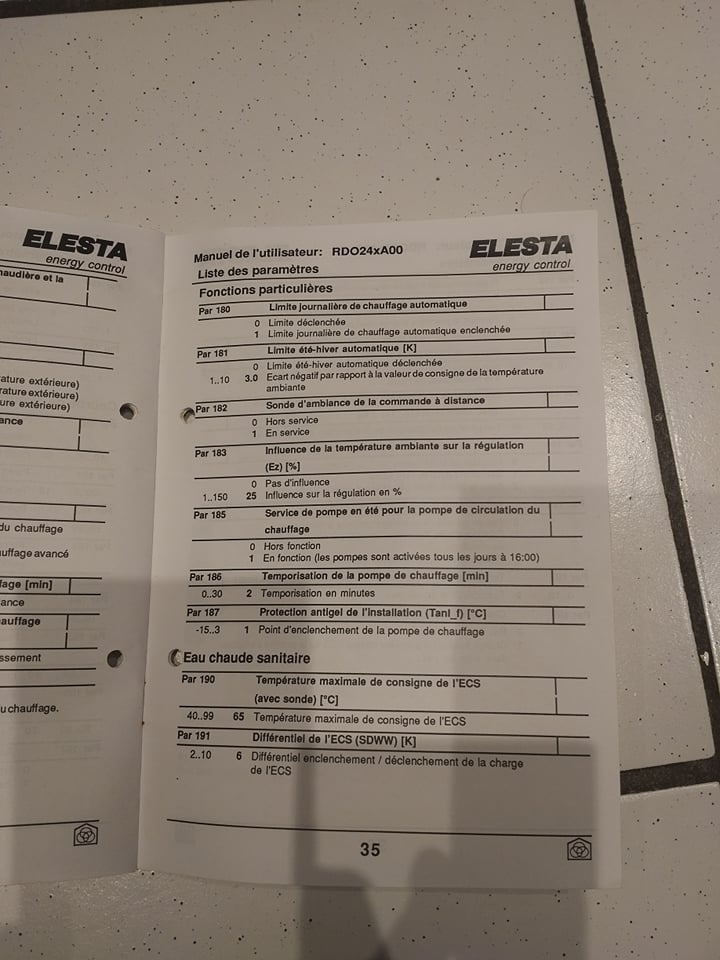 ELESTA
energy control
haudière et la
ature extérieure)
rature extérieure)
ure extérieure)
ance
du chauffage
uffage avancé
fage [min]
ance
auffage
ssement
u chauffage.
Manuel de l'utilisateur: RDO24xA00
ELESTA
Liste des paramètres
energy control
Fonctions particulières
Par 180 Limite journalière de chauffage automatique
0 Limite déclenchée
1 Limite journalière de chauffage automatique enclenchée
Par 181 Limite été-hiver automatique [K]
0 Limite été-hiver automatique déclenchée
1..10 3.0 Ecart négatif par rapport à la valeur de consigne de la température
ambiante
Par 182 Sonde d'ambiance de la commande à distance
0 Hors service
1 En service
Par 183 Influence de la température ambiante sur la régulation
(Ez) [%]
0 Pas d'influence
1..150 25 Influence sur la régulation en %
Par 185 Service de pompe en été pour la pompe de circulation du
chauffage
0 Hors fonction
1 En fonction (les pompes sont activées tous les jours à 16:00)
Par 186 Temporisation de la pompe de chauffage [min]
0..30 2 Temporisation en minutes
Par 187 Protection antigel de l'installation (Tani_f) [°C]
-15..3 1 Point d'enclenchement de la pompe de chauffage
Eau chaude sanitaire
Par 190 Température maximale de consigne de l'ECS
(avec sonde) [°C]
40..99 65 Température maximale de consigne de l'ECS
Par 191 Différentiel de l'ECS (SDWW) [K]
2..10 6 Différentiel enclenchement / déclenchement de la charge
de l'ECS
35